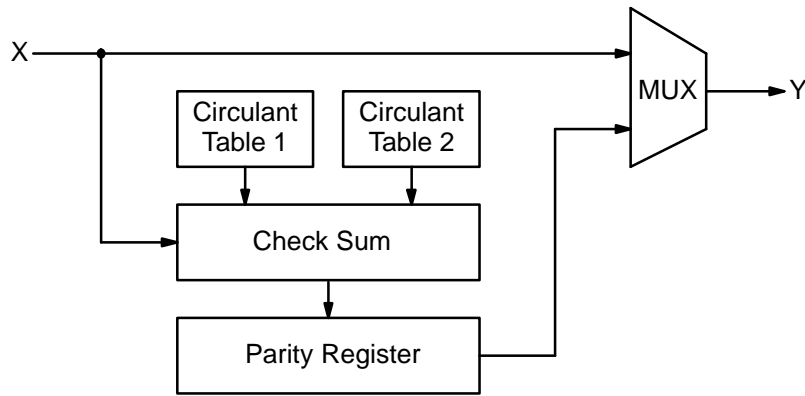 X
MUX
Y
Circulant
Table 1
Circulant
Table 2
Check Sum
Parity Register